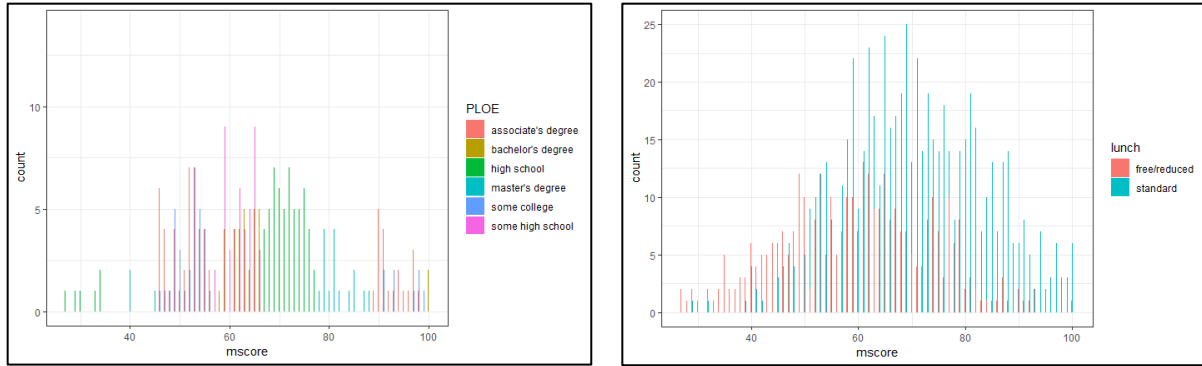 10
5
0
count
40
60
80
100
mscore
PLOE
associate's degree
bachelor's degree
high school
master's degree
some college
some high school
25
20
15
10
5
0
count
40
60
80
100
mscore
lunch
free/reduced
standard